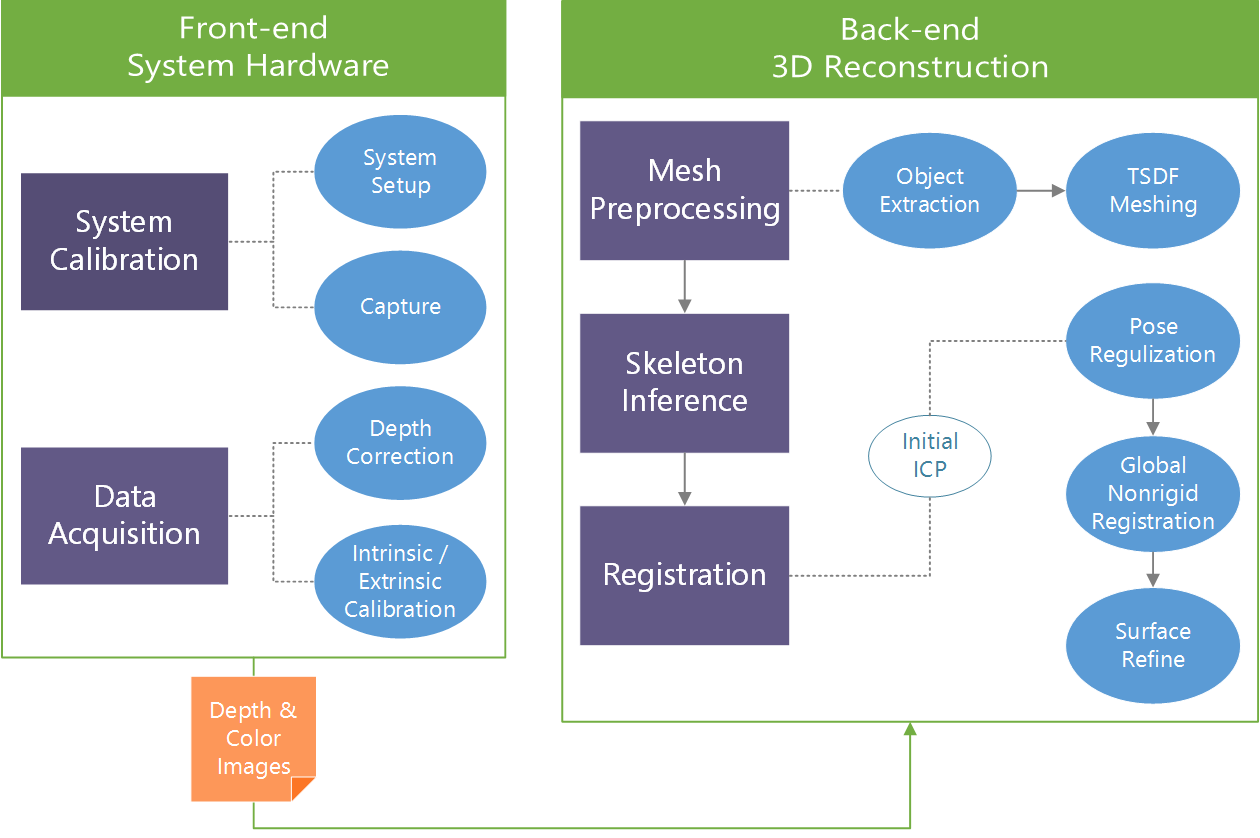 Front-end
System Hardware
System
Calibration
System
Setup
Capture
Data
Acquisition
Depth
Correction
Intrinsic /
Extrinsic
Calibration
Depth &
Color
Images
Back-end
3D Reconstruction
Mesh
Preprocessing
Object
Extraction
TSDF
Meshing
Skeleton
Inference
Registration
Initial
ICP
Pose
Regulization
Global
Nonrigid
Registration
Surface
Refine